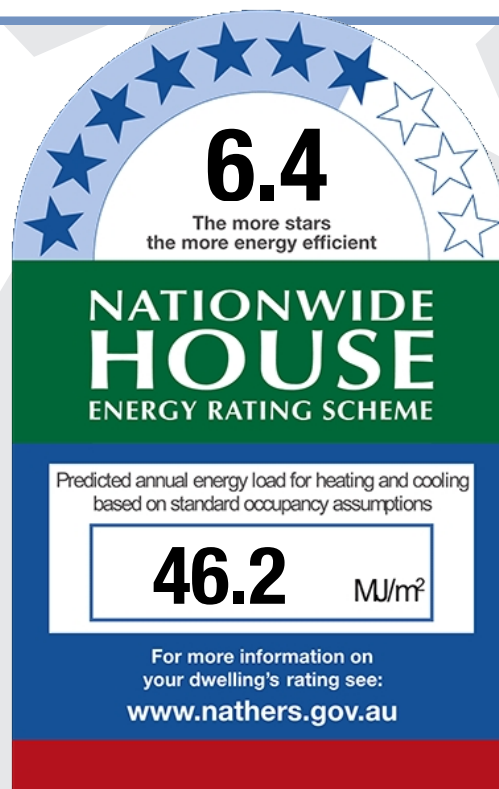 6.4
The more stars
the more energy efficient
NATIONWIDE
HOUSE
ENERGY RATING SCHEME
Predicted annual energy load for heating and cooling
based on standard occupancy assumptions
46.2 MJ/m²
For more information on
your dwelling's rating see:
www.nathers.gov.au